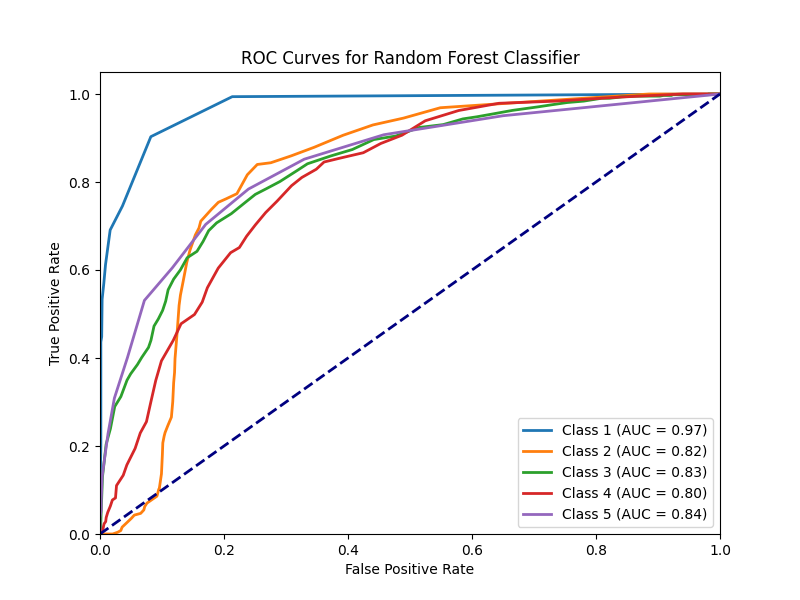 ROC Curves for Random Forest Classifier
True Positive Rate
1.0
0.8
0.6
0.4
0.2
0.0
Class 1 (AUC = 0.97)
Class 2 (AUC = 0.82)
Class 3 (AUC = 0.83)
Class 4 (AUC = 0.80)
Class 5 (AUC = 0.84)
0.0 0.2 0.4 0.6 0.8 1.0
False Positive Rate